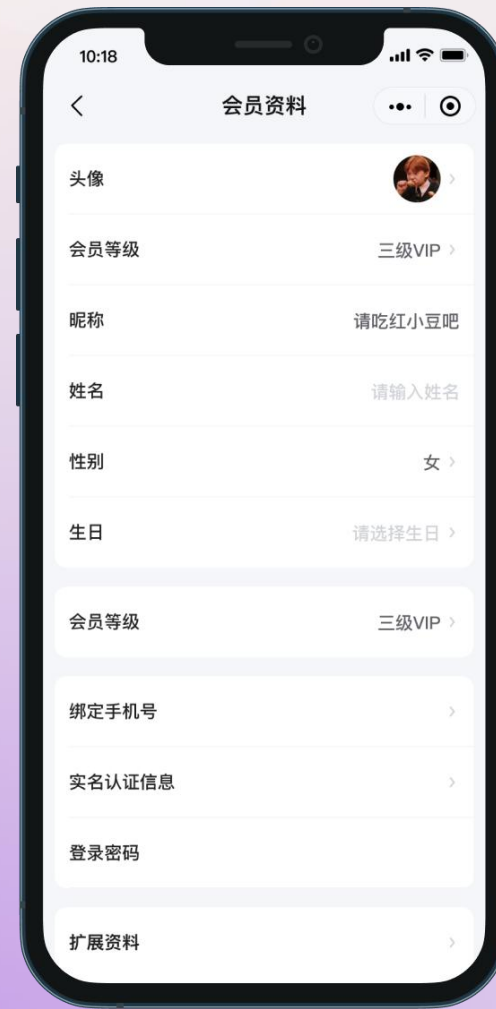 10:18
会员资料
头像
会员等级 三级VIP
昵称 请吃红小豆吧
姓名 请输入姓名
性别 女
生日 请选择生日
会员等级 三级VIP
绑定手机号
实名认证信息
登录密码
扩展资料